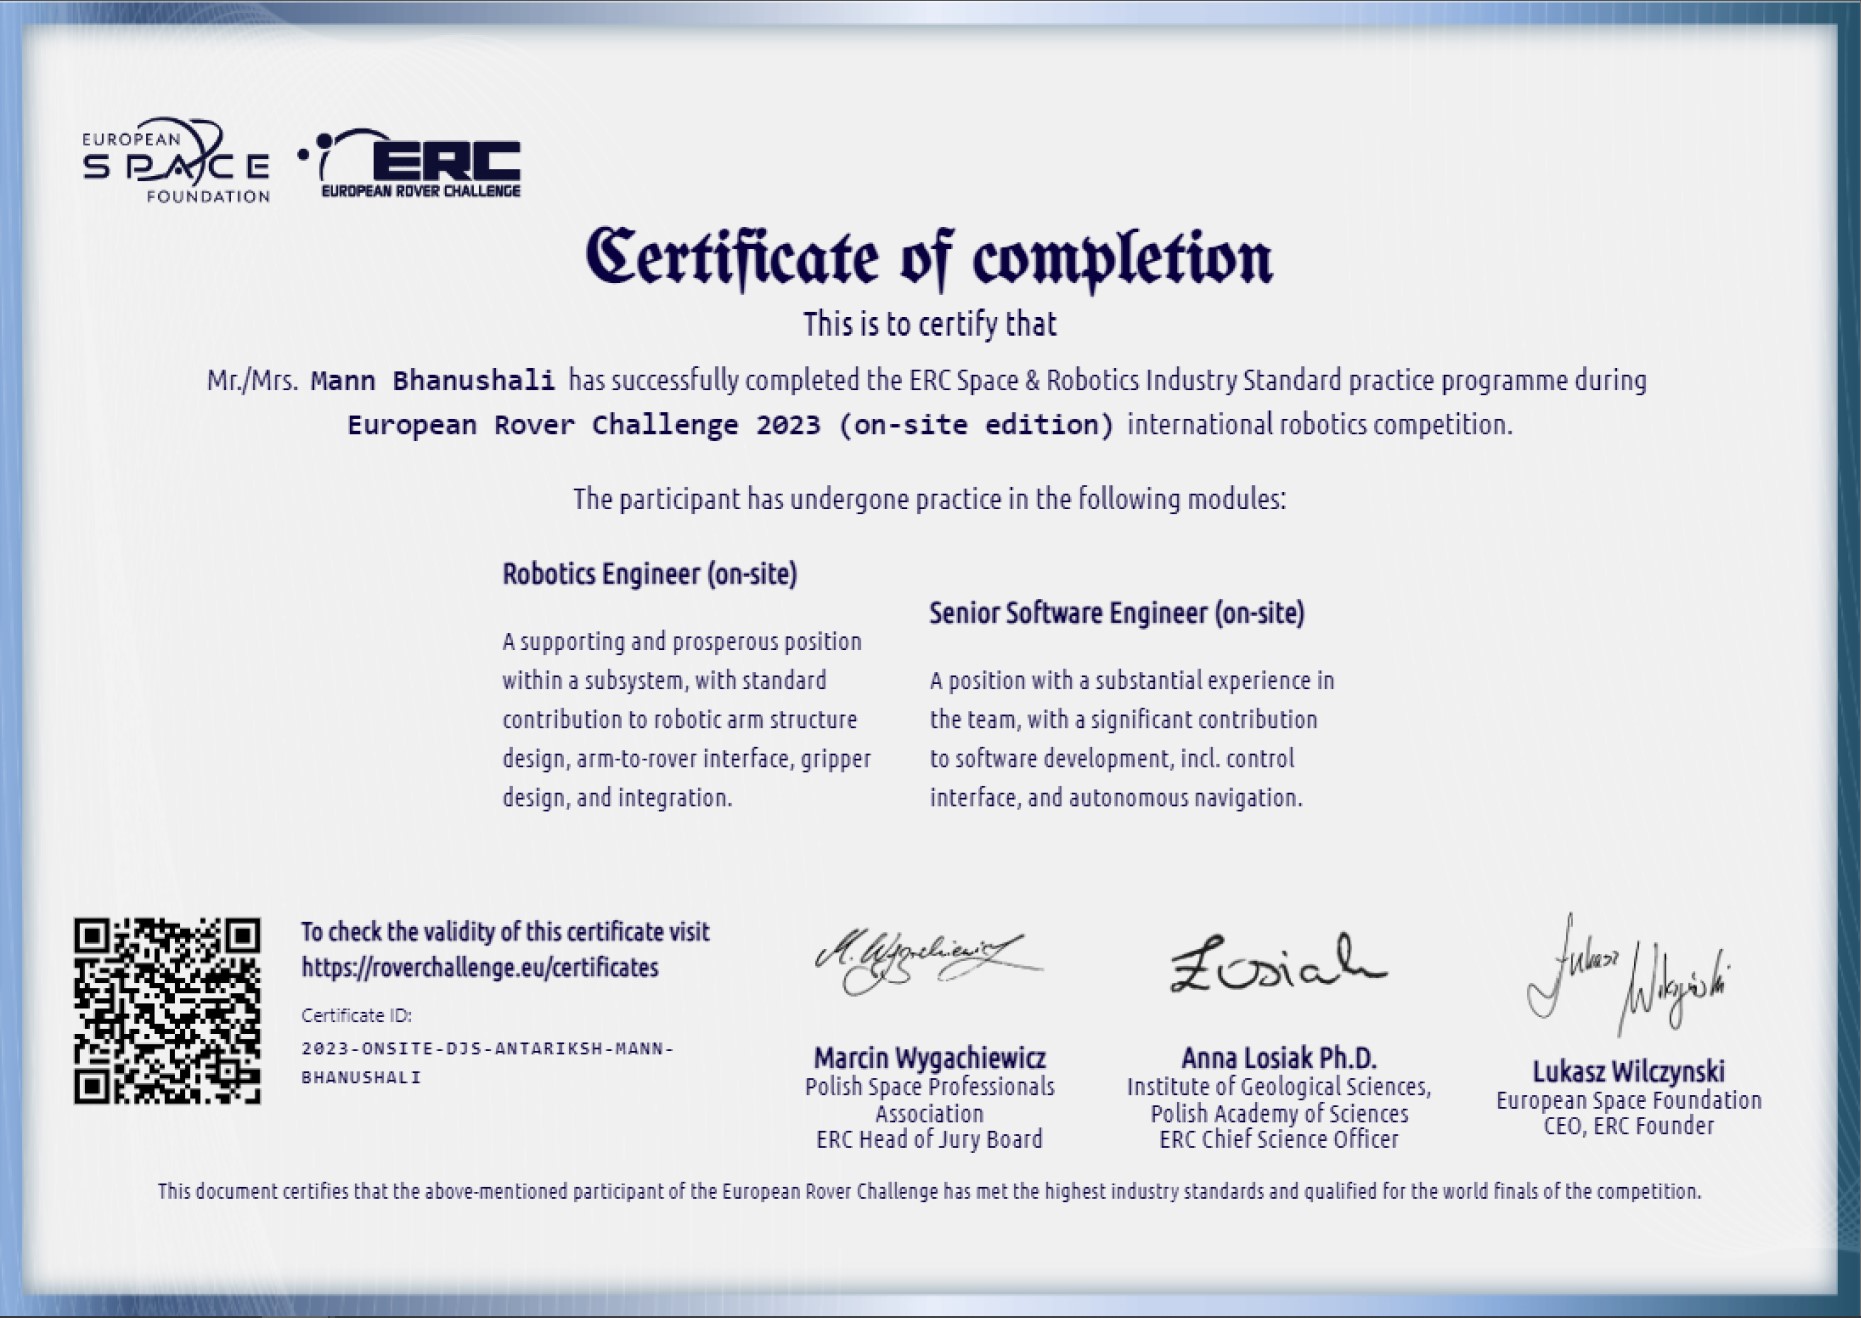 EUROPEAN
SPACE
FOUNDATION
ERC
EUROPEAN ROVER CHALLENGE
Certificate of completion
This is to certify that
Mr./Mrs. Mann Bhanushali has successfully completed the ERC Space & Robotics Industry Standard practice programme during
European Rover Challenge 2023 (on-site edition) international robotics competition.
The participant has undergone practice in the following modules:
Robotics Engineer (on-site)
A supporting and prosperous position
within a subsystem, with standard
contribution to robotic arm structure
design, arm-to-rover interface, gripper
design, and integration.
Senior Software Engineer (on-site)
A position with a substantial experience in
the team, with a significant contribution
to software development, incl. control
interface, and autonomous navigation.
To check the validity of this certificate visit
https://roverchallenge.eu/certificates
Certificate ID:
2023-ONSITE-DJS-ANTARIKSH-MANN-
BHANUSHALI
M. Wygachiewicz
Marcin Wygachiewicz
Polish Space Professionals
Association
ERC Head of Jury Board
Łosiak
Anna Losiak Ph.D.
Institute of Geological Sciences,
Polish Academy of Sciences
ERC Chief Science Officer
Łukasz Wilczyński
Lukasz Wilczynski
European Space Foundation
CEO, ERC Founder
This document certifies that the above-mentioned participant of the European Rover Challenge has met the highest industry standards and qualified for the world finals of the competition.